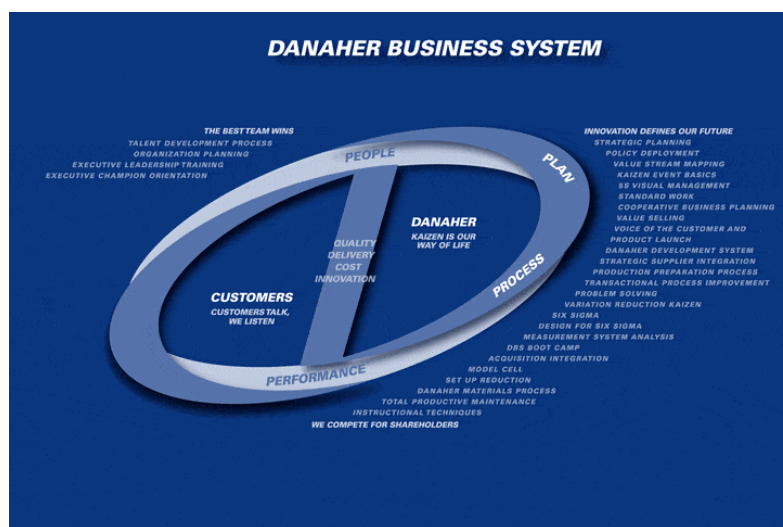 DANAHER BUSINESS SYSTEM
THE BEST TEAM WINS
TALENT DEVELOPMENT PROCESS
ORGANIZATION PLANNING
EXECUTIVE LEADERSHIP TRAINING
EXECUTIVE CHAMPION ORIENTATION
PEOPLE
PLAN
PROCESS
PERFORMANCE
DANAHER
KAIZEN IS OUR
WAY OF LIFE
QUALITY
DELIVERY
COST
INNOVATION
CUSTOMERS
CUSTOMERS TALK,
WE LISTEN
INNOVATION DEFINES OUR FUTURE
STRATEGIC PLANNING
POLICY DEPLOYMENT
VALUE STREAM MAPPING
KAIZEN EVENT BASICS
5S VISUAL MANAGEMENT
STANDARD WORK
COOPERATIVE BUSINESS PLANNING
VALUE SELLING
VOICE OF THE CUSTOMER AND
PRODUCT LAUNCH
DANAHER DEVELOPMENT SYSTEM
STRATEGIC SUPPLIER INTEGRATION
PRODUCTION PREPARATION PROCESS
TRANSACTIONAL PROCESS IMPROVEMENT
PROBLEM SOLVING
VARIATION REDUCTION KAIZEN
SIX SIGMA
DESIGN FOR SIX SIGMA
MEASUREMENT SYSTEM ANALYSIS
DBS BOOT CAMP
ACQUISITION INTEGRATION
MODEL CELL
SET UP REDUCTION
DANAHER MATERIALS PROCESS
TOTAL PRODUCTIVE MAINTENANCE
INSTRUCTIONAL TECHNIQUES
WE COMPETE FOR SHAREHOLDERS